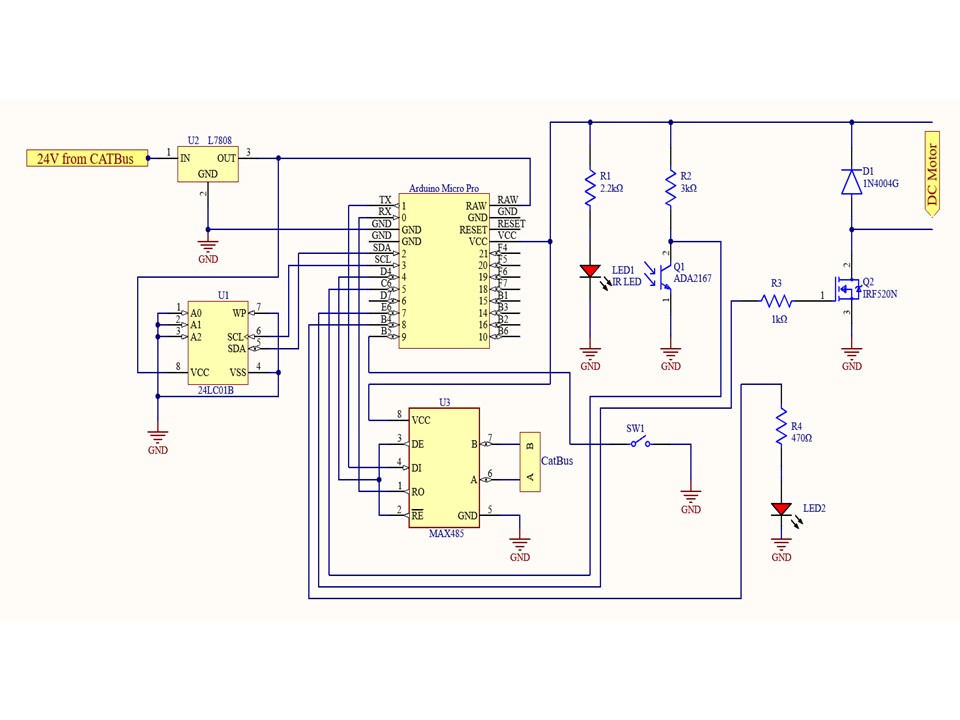 24V from CATBus
U2 L7808
1 IN OUT 3
GND
2
GND
U1
1 A0 WP 7
2 A1
3 A2 SCL 6
SDA 5
8 VCC VSS 4
24LC01B
GND
Arduino Micro Pro
TX 1 RAW RAW
RX 0 GND GND
GND GND RESET RESET
GND GND VCC VCC
SDA 2 21 F4
SCL 3 20 F5
D4 4 19 F6
C6 5 18 F7
D7 6 15 B1
E6 7 14 B3
B4 8 16 B2
B5 9 10 B6
U3
8 VCC
3 DE B 7
4 DI
A 6
1 RO
2 RE GND 5
MAX485
B
A
CatBus
GND
R1
2.2kΩ
LED1
IR LED
GND
R2
3kΩ
2
Q1
ADA2167
1
GND
SW1
GND
R3
1kΩ
D1
1N4004G
DC Motor
2
1
Q2
IRF520N
3
GND
R4
470Ω
LED2
GND